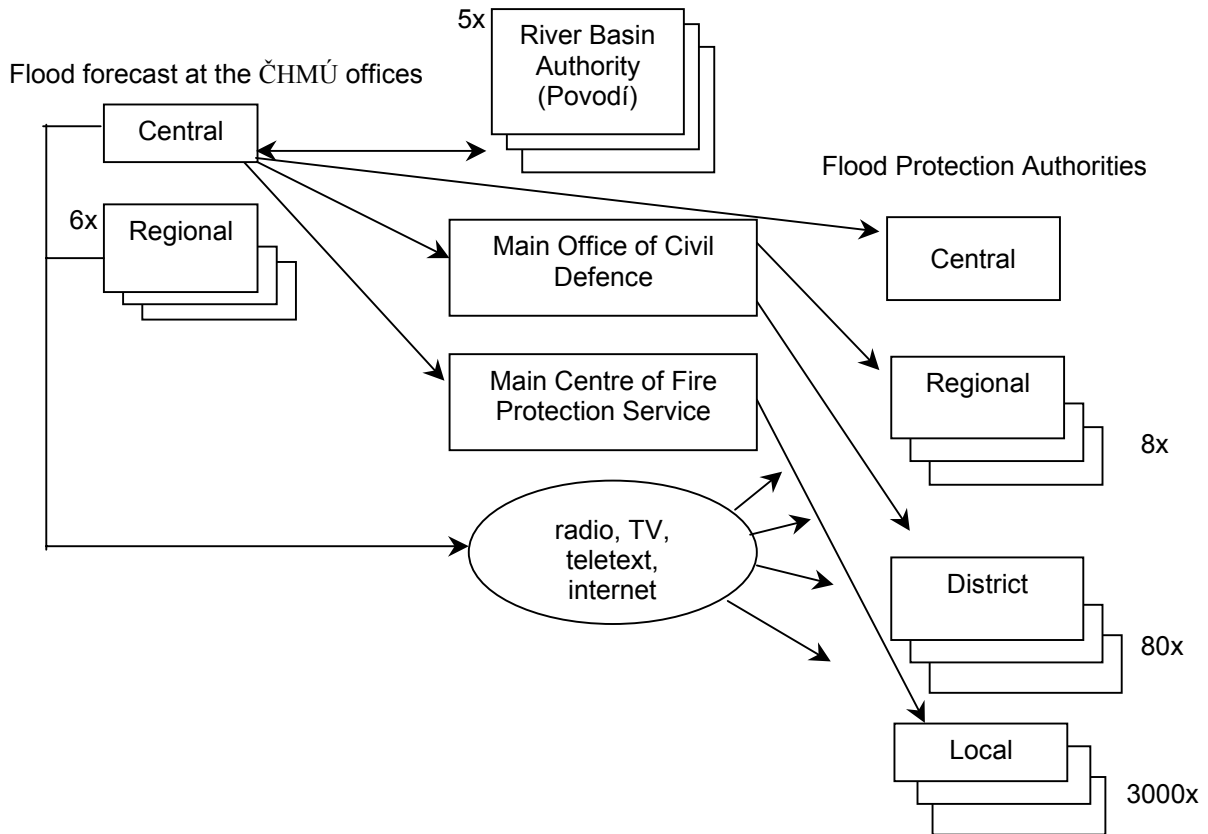 5x
River Basin
Authority
(Povodí)
Flood forecast at the ČHMÚ offices
Central
Flood Protection Authorities
6x
Regional
Main Office of Civil
Defence
Central
Main Centre of Fire
Protection Service
Regional
8x
radio, TV,
teletext,
internet
District
80x
Local
3000x